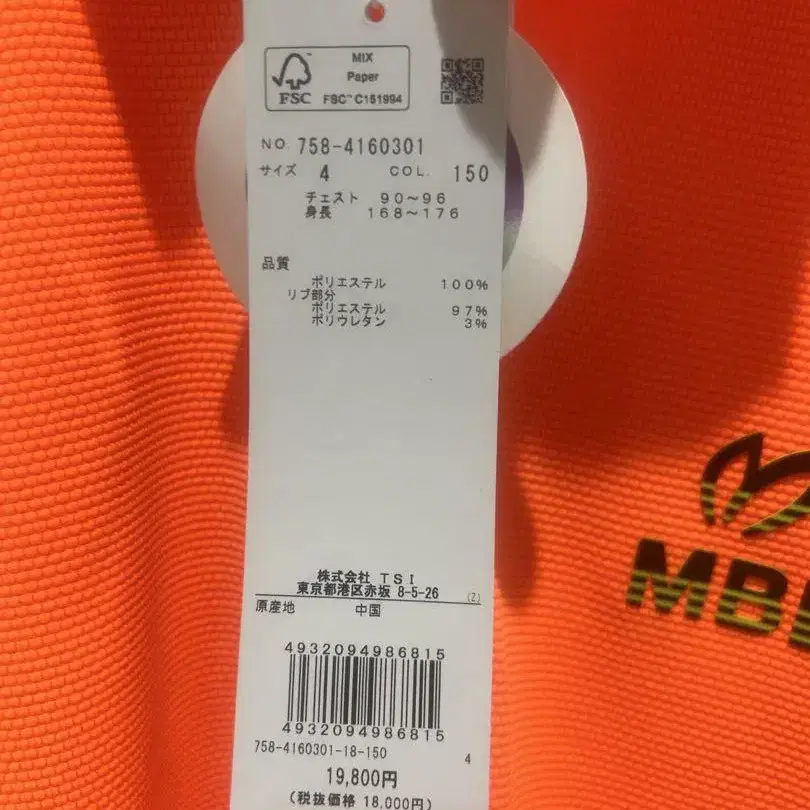 MIX
Paper
FSC
FSC™ C151994
NO. 758-4160301
サイズ 4 COL. 150
チェスト 90～96
身長 168～176
品質
ポリエステル 100%
リブ部分
ポリエステル 97%
ポリウレタン 3%
株式会社 TSI
東京都港区赤坂 8-5-26 (Z)
原産地 中国
4932094986815
4932094986815
758-4160301-18-150 4
19,800円
(税抜価格 18,000円)